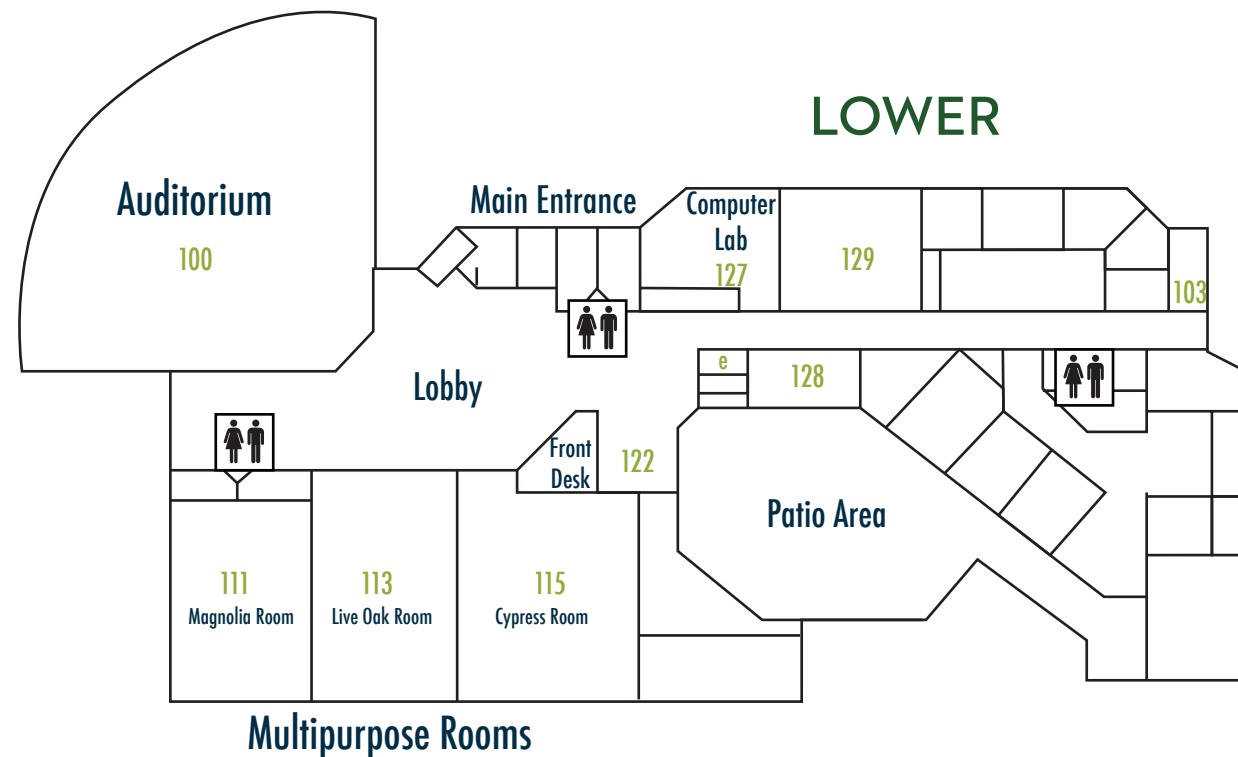 LOWER
Auditorium
100
Main Entrance
Computer
Lab
127
129
103
Lobby
e
128
Front
Desk
122
Patio Area
111
Magnolia Room
113
Live Oak Room
115
Cypress Room
Multipurpose Rooms